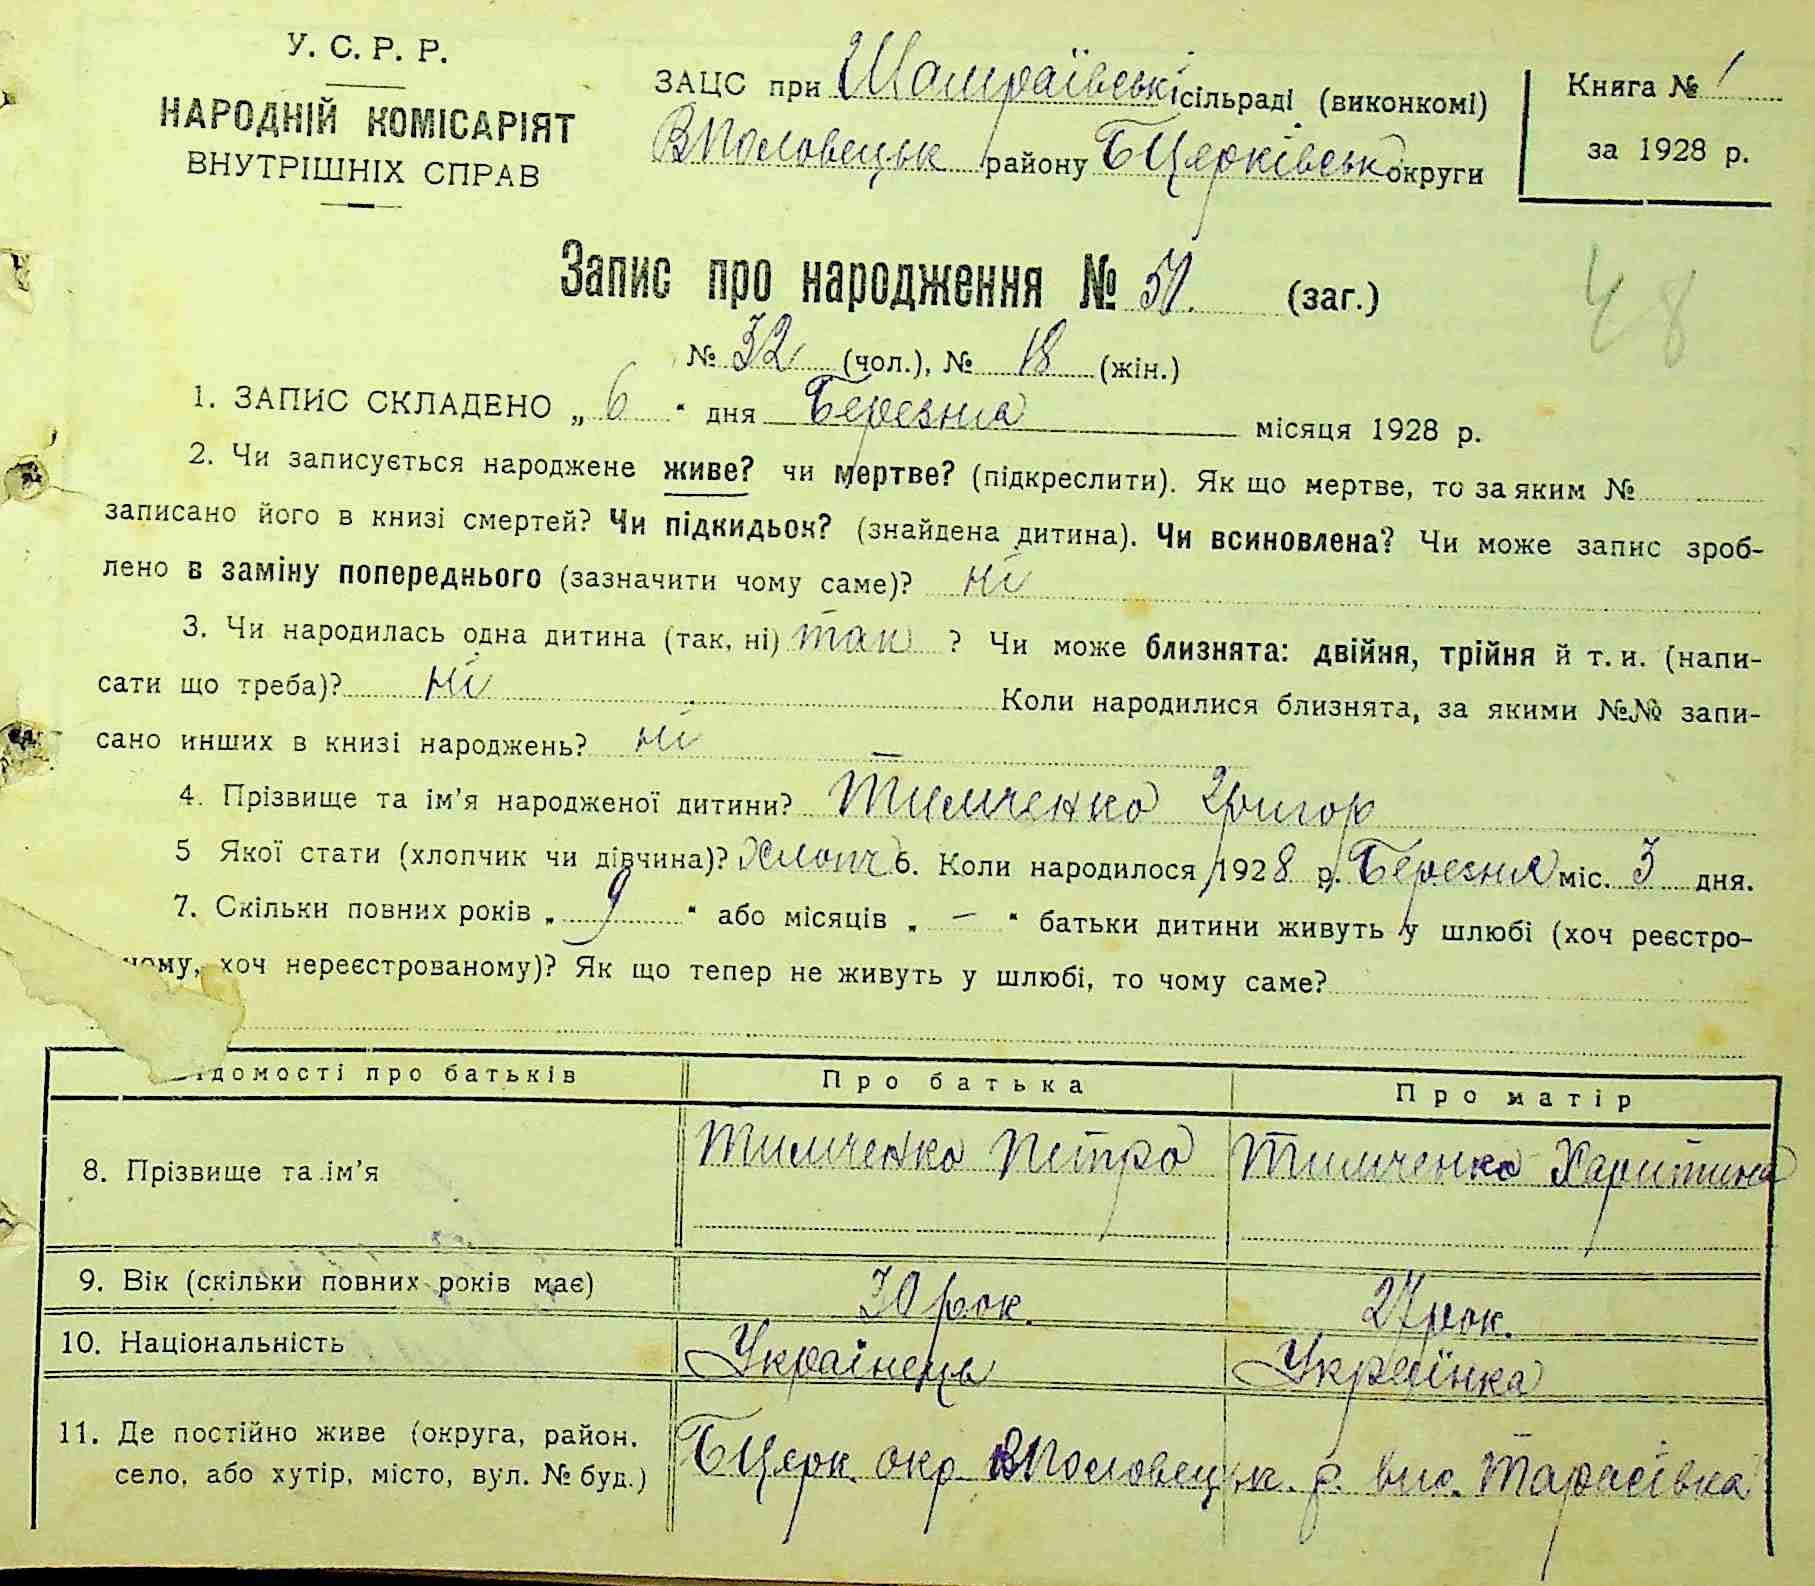 У. С. Р. Р.
НАРОДНІЙ КОМІСАРІЯТ
ВНУТРІШНІХ СПРАВ
ЗАЦС при Шамраївські сільраді (виконкомі)
ВПоловецьк району БЦерківськ округи
Книга № 1
за 1928 р.
Запис про народження № 51. (заг.)
48
№ 32 (чол.), № 18 (жін.)
1. ЗАПИС СКЛАДЕНО „ 6 “ дня Березня місяця 1928 р.
2. Чи записується народжене живе? чи мертве? (підкреслити). Як що мертве, то за яким №
записано його в книзі смертей? Чи підкидьок? (знайдена дитина). Чи всиновлена? Чи може запис зроб-
лено в заміну попереднього (зазначити чому саме)? ні
3. Чи народилась одна дитина (так, ні) так ? Чи може близнята: двійня, трійня й т. и. (напи-
сати що треба)? ні Коли народилися близнята, за якими №№ запи-
сано инших в книзі народжень? ні
4. Прізвище та ім’я народженої дитини? Тимченко Григор
5 Якої стати (хлопчик чи дівчина)? Хлопч 6. Коли народилося 1928 р. Березня міс. 3 дня.
7. Скільки повних років „ 9 “ або місяців „ — “ батьки дитини живуть у шлюбі (хоч реєстро-
ному, хоч нереєстрованому)? Як що тепер не живуть у шлюбі, то чому саме?
ідомості про батьків Про батька Про матір
8. Прізвище та ім’я Тимченко Петро Тимченко Харитина
9. Вік (скільки повних років має) 30 рок. 27 рок.
10. Національність Українець Українка
11. Де постійно живе (округа, район, село, або хутір, місто, вул. № буд.) БЦерк. окр. ВПоловецьк. р. вис. Тарасівка